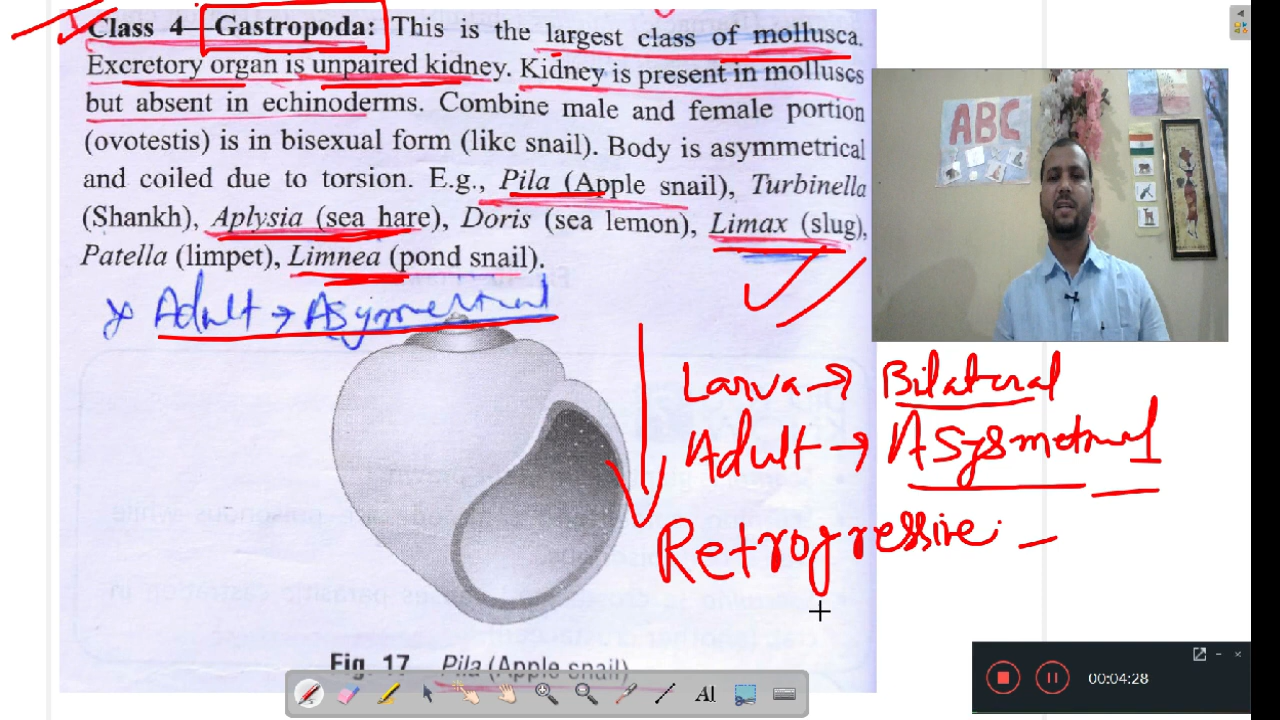 Class 4—Gastropoda: This is the largest class of mollusca.
Excretory organ is unpaired kidney. Kidney is present in molluscs
but absent in echinoderms. Combine male and female portion
(ovotestis) is in bisexual form (like snail). Body is asymmetrical
and coiled due to torsion. E.g., Pila (Apple snail), Turbinella
(Shankh), Aplysia (sea hare), Doris (sea lemon), Limax (slug),
Patella (limpet), Limnea (pond snail).
ABC
Adult → Asymmetrical
Larva → Bilateral
Adult → Asysmetrical
Retrogressive
Fig. 17 Pila (Apple snail)
AI
00:04:28